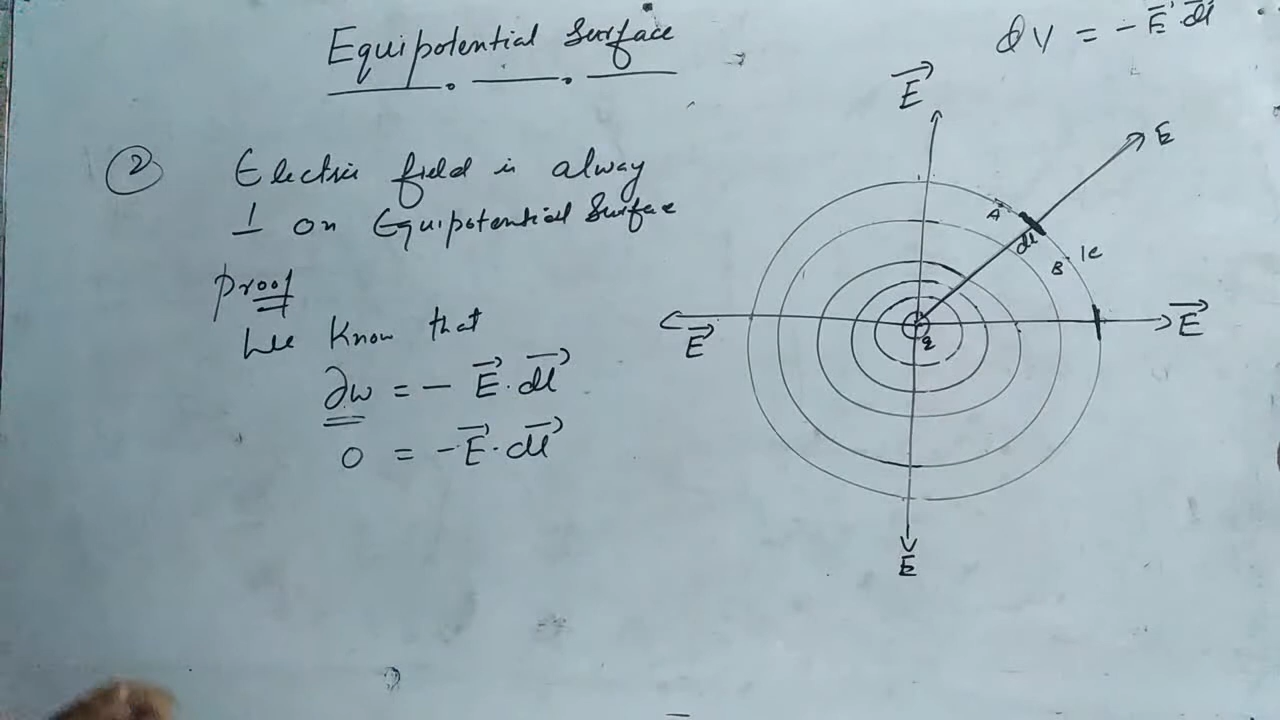 Equipotential Surface
dV = - E⃗ · dl⃗
② Electric field is alway
⊥ on Equipotential Surface
Proof
We know that
∂w = - E⃗ · dl⃗
0 = - E⃗ · dl⃗
E⃗
E
A
dl
B 1c
E⃗
E⃗
q
E